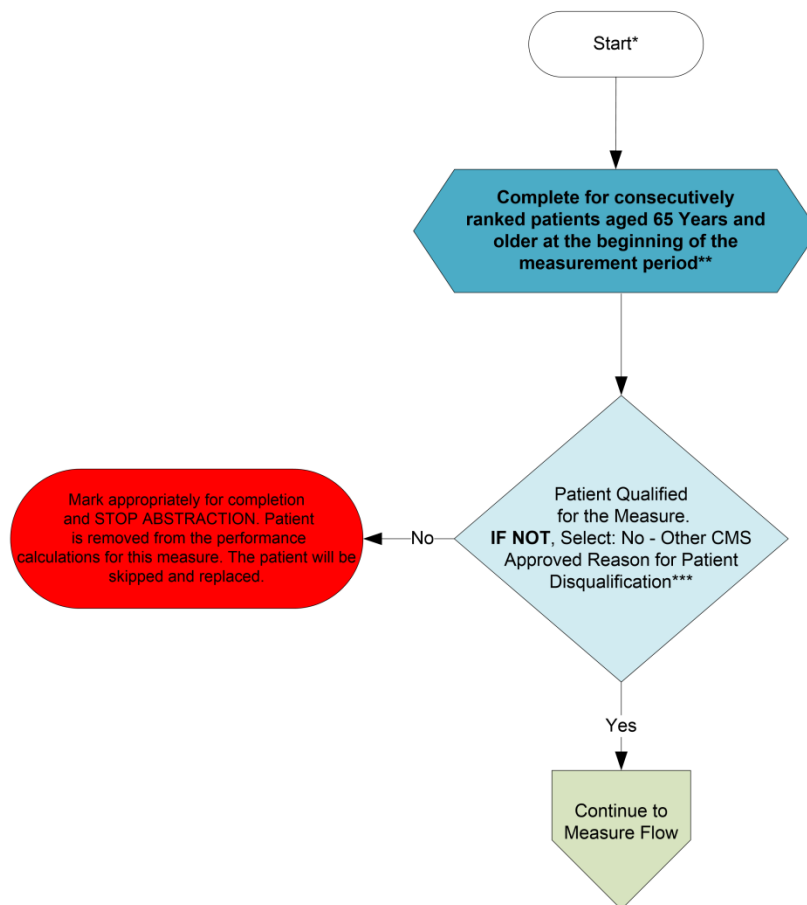 Start*
Complete for consecutively
ranked patients aged 65 Years and
older at the beginning of the
measurement period**
Patient Qualified
for the Measure.
IF NOT, Select: No - Other CMS
Approved Reason for Patient
Disqualification***
No
Mark appropriately for completion
and STOP ABSTRACTION. Patient
is removed from the performance
calculations for this measure. The patient will be
skipped and replaced.
Yes
Continue to
Measure Flow